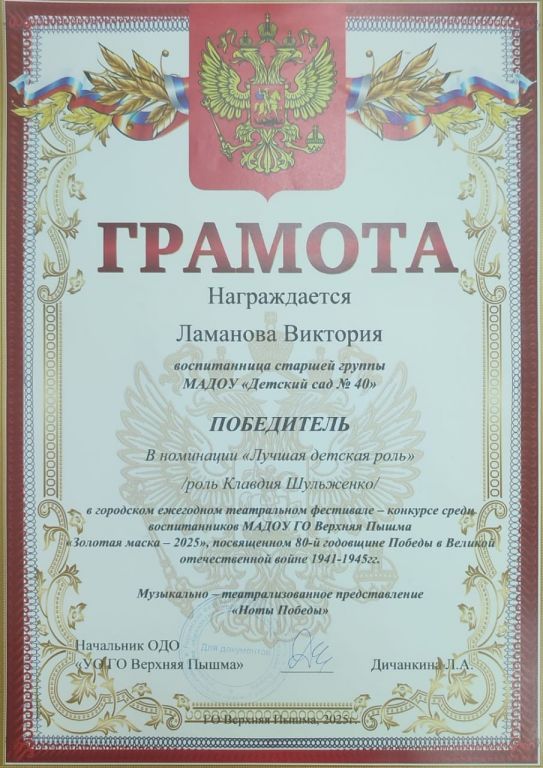 ГРАМОТА
Награждается
Ламанова Виктория
воспитанница старшей группы
МАДОУ «Детский сад № 40»
ПОБЕДИТЕЛЬ
В номинации «Лучшая детская роль»
/роль Клавдия Шульженко/
в городском ежегодном театральном фестивале – конкурсе среди
воспитанников МАДОУ ГО Верхняя Пышма
«Золотая маска – 2025», посвященном 80-й годовщине Победы в Великой
отечественной войне 1941-1945гг.
Музыкально – театрализованное представление
«Ноты Победы»
Начальник ОДО
«УО ГО Верхняя Пышма»
Для документов
Дичанкина Л.А.
ГО Верхняя Пышма, 2025г.